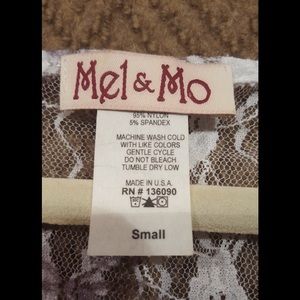 Mel & Mo
95% NYLON
5% SPANDEX
MACHINE WASH COLD
WITH LIKE COLORS
GENTLE CYCLE
DO NOT BLEACH
TUMBLE DRY LOW
MADE IN U.S.A.
RN # 136090
Small